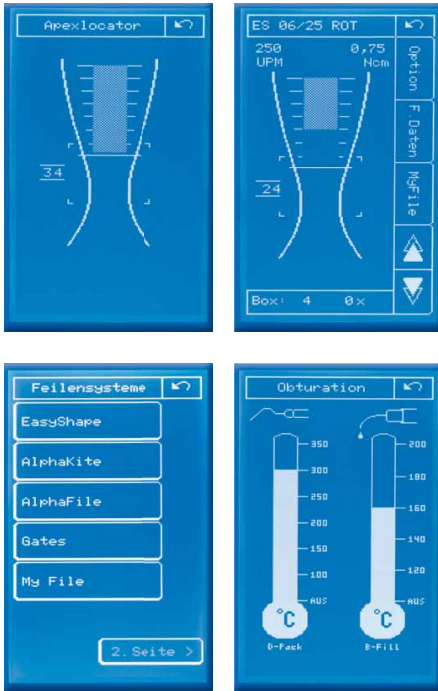 Apexlocator
34
ES 06/25 ROT
250 0,75
UPM Ncm
Option
F.Daten
MyFile
24
Box: 4 0x
Feilensysteme
EasyShape
AlphaKite
AlphaFile
Gates
My File
2.Seite >
Obturation
350
300
250
200
150
100
AUS
°C
D-Pack
200
180
160
140
120
AUS
°C
B-Fill